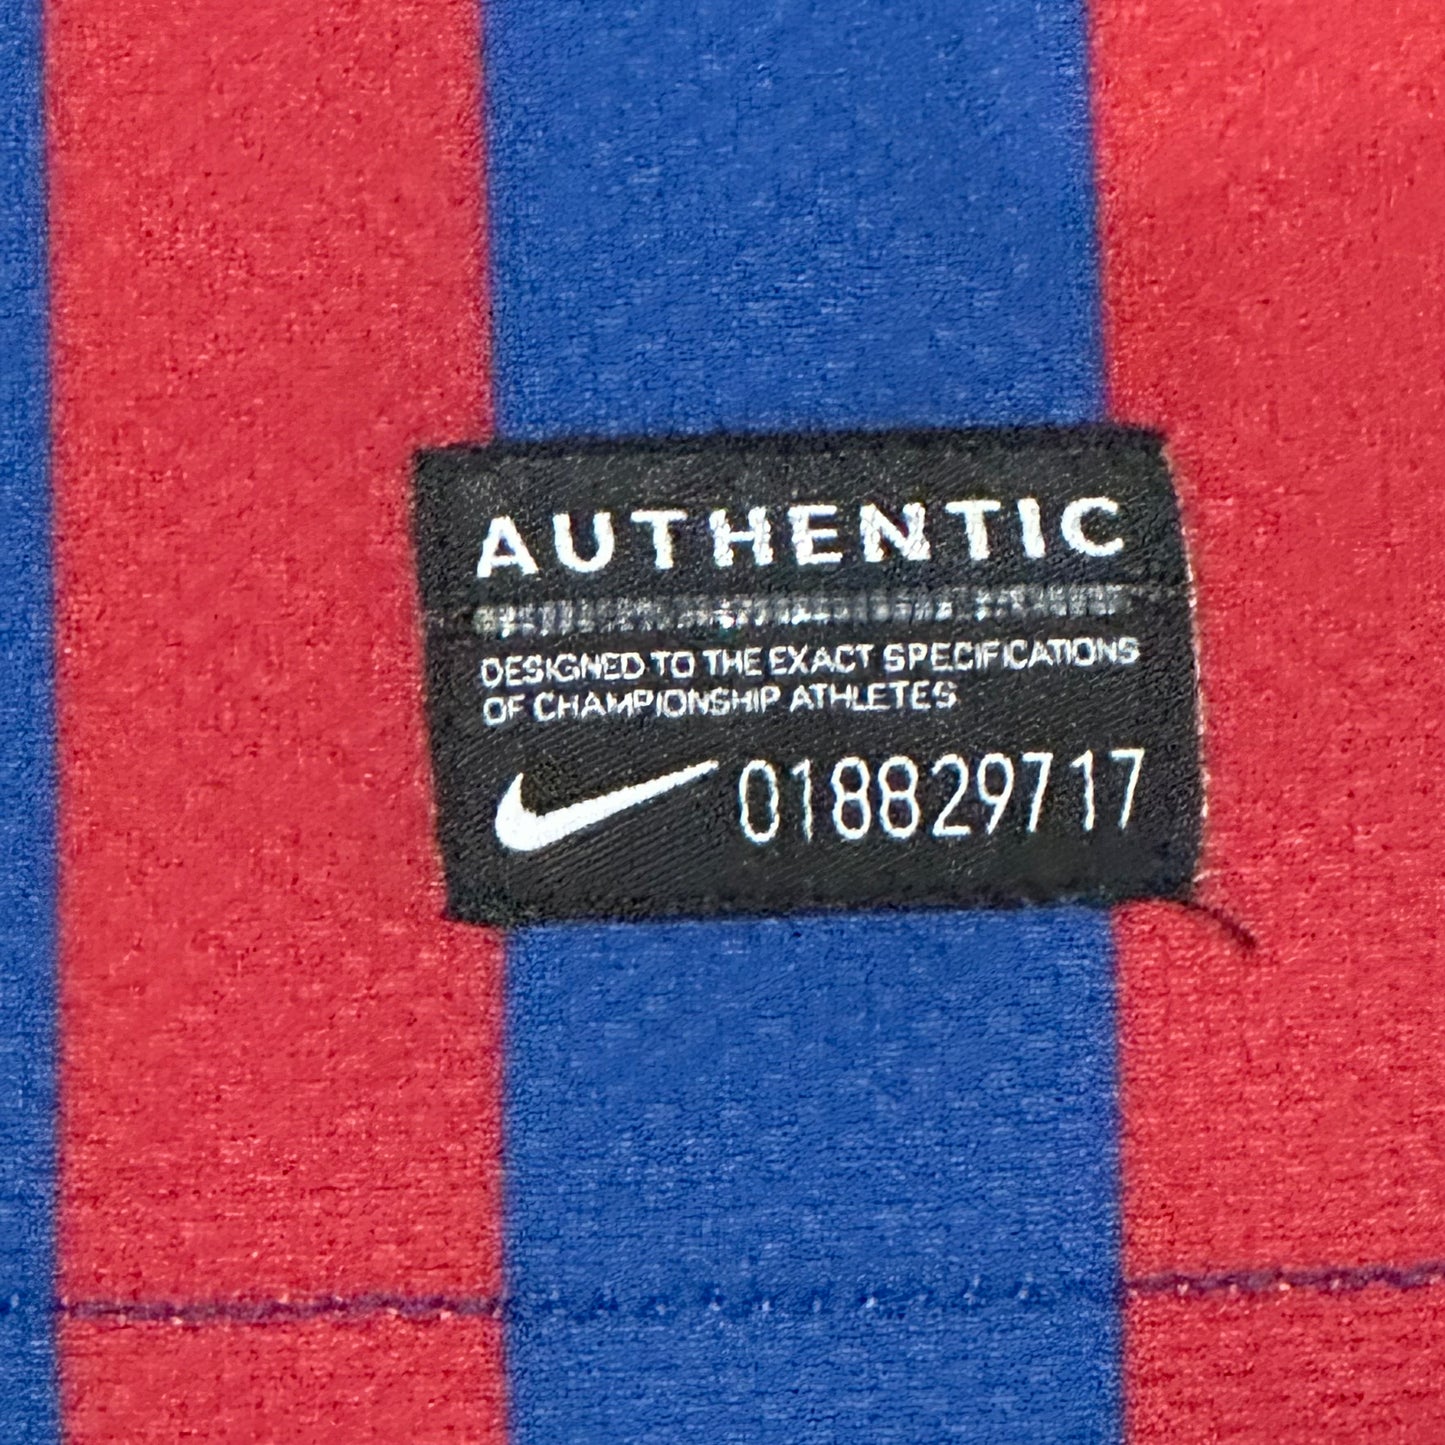 AUTHENTIC
DESIGNED TO THE EXACT SPECIFICATIONS
OF CHAMPIONSHIP ATHLETES
018829717